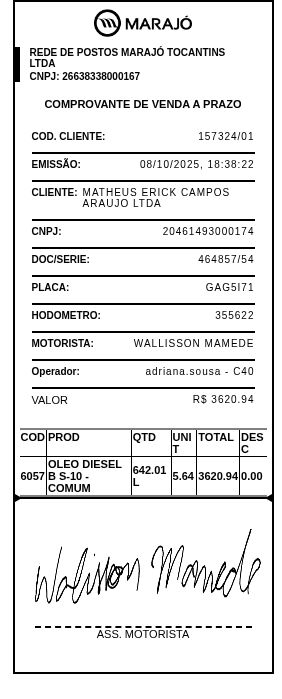 MARAJÓ
REDE DE POSTOS MARAJÓ TOCANTINS
LTDA
CNPJ: 26638338000167
COMPROVANTE DE VENDA A PRAZO
COD. CLIENTE: 157324/01
EMISSÃO: 08/10/2025, 18:38:22
CLIENTE: MATHEUS ERICK CAMPOS
ARAUJO LTDA
CNPJ: 20461493000174
DOC/SERIE: 464857/54
PLACA: GAG5I71
HODOMETRO: 355622
MOTORISTA: WALLISSON MAMEDE
Operador: adriana.sousa - C40
VALOR R$ 3620.94
COD PROD QTD UNI
T TOTAL DES
C
6057 OLEO DIESEL
B S-10 -
COMUM 642.01
L 5.64 3620.94 0.00
Walisson Mamede
ASS. MOTORISTA